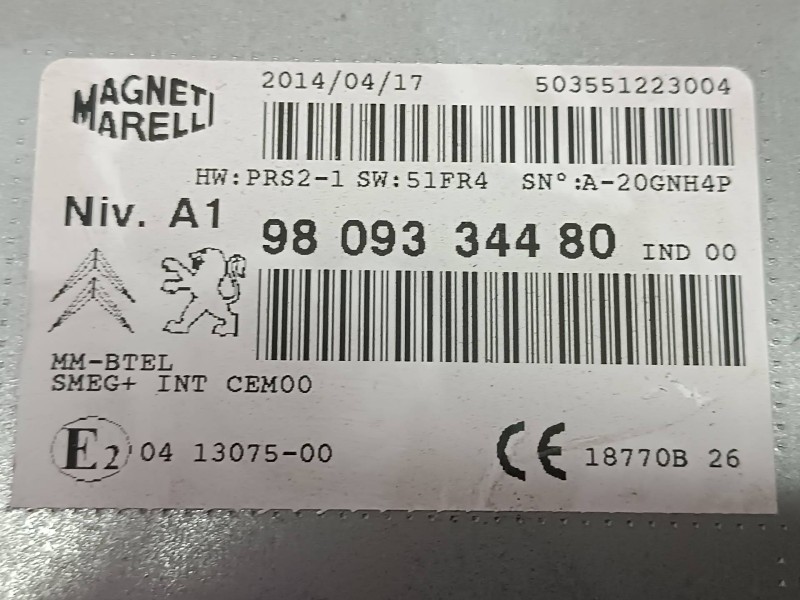 MAGNETI
MARELLI
2014/04/17 503551223004
HW:PRS2-1 SW:51FR4 SN°:A-20GNH4P
Niv. A1
98 093 344 80 IND 00
MM-BTEL
SMEG+ INT CEM00
E2 04 13075-00
CE 18770B 26